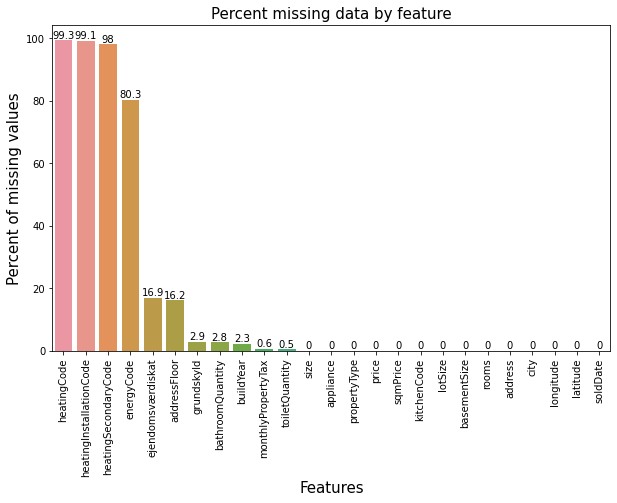 Percent missing data by feature
Percent of missing values
100
80
60
40
20
0
99.3
99.1
98
80.3
16.9
16.2
2.9
2.8
2.3
0.6
0.5
0
0
0
0
0
0
0
0
0
0
0
0
0
0
heatingCode
heatingInstallationCode
heatingSecondaryCode
energyCode
ejendomsværdiskat
addressFloor
grundskyld
bathroomQuantity
buildYear
monthlyPropertyTax
toiletQuantity
size
appliance
propertyType
price
sqmPrice
kitchenCode
lotSize
basementSize
rooms
address
city
longitude
latitude
soldDate
Features